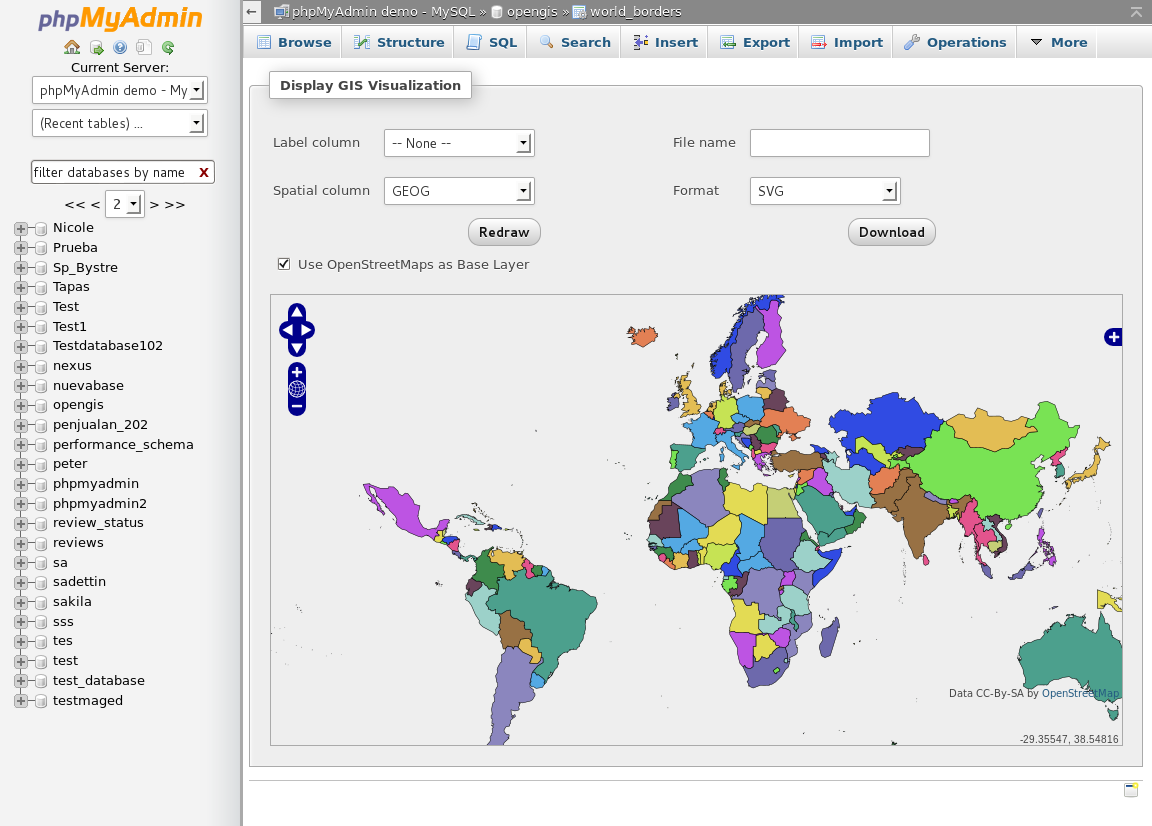 phpMyAdmin
Current Server:
phpMyAdmin demo - My
(Recent tables) ...
filter databases by name X
<< < 2 > >>
Nicole
Prueba
Sp_Bystre
Tapas
Test
Test1
Testdatabase102
nexus
nuevabase
opengis
penjualan_202
performance_schema
peter
phpmyadmin
phpmyadmin2
review_status
reviews
sa
sadettin
sakila
sss
tes
test
test_database
testmaged
phpMyAdmin demo - MySQL » opengis » world_borders
Browse Structure SQL Search Insert Export Import Operations More
Display GIS Visualization
Label column -- None -- File name
Spatial column GEOG Format SVG
Redraw Download
Use OpenStreetMaps as Base Layer
Data CC-By-SA by OpenStreetMap
-29.35547, 38.54816